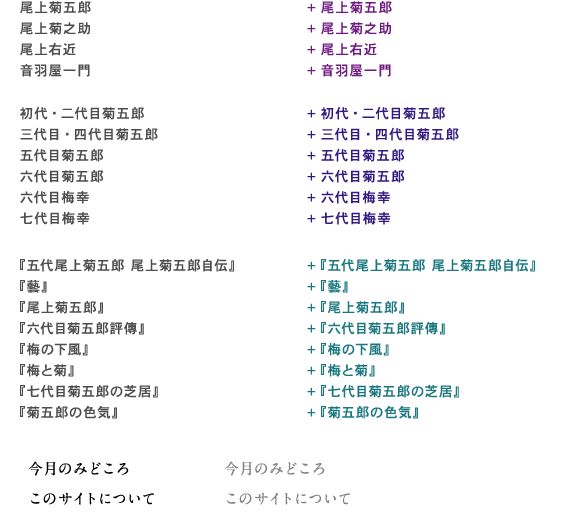 尾上菊五郎
尾上菊之助
尾上右近
音羽屋一門
初代・二代目菊五郎
三代目・四代目菊五郎
五代目菊五郎
六代目菊五郎
六代目梅幸
七代目梅幸
『五代尾上菊五郎 尾上菊五郎自伝』
『藝』
『尾上菊五郎』
『六代目菊五郎評傳』
『梅の下風』
『梅と菊』
『七代目菊五郎の芝居』
『菊五郎の色気』
+ 尾上菊五郎
+ 尾上菊之助
+ 尾上右近
+ 音羽屋一門
+ 初代・二代目菊五郎
+ 三代目・四代目菊五郎
+ 五代目菊五郎
+ 六代目菊五郎
+ 六代目梅幸
+ 七代目梅幸
+『五代尾上菊五郎 尾上菊五郎自伝』
+『藝』
+『尾上菊五郎』
+『六代目菊五郎評傳』
+『梅の下風』
+『梅と菊』
+『七代目菊五郎の芝居』
+『菊五郎の色気』
今月のみどころ
このサイトについて
今月のみどころ
このサイトについて